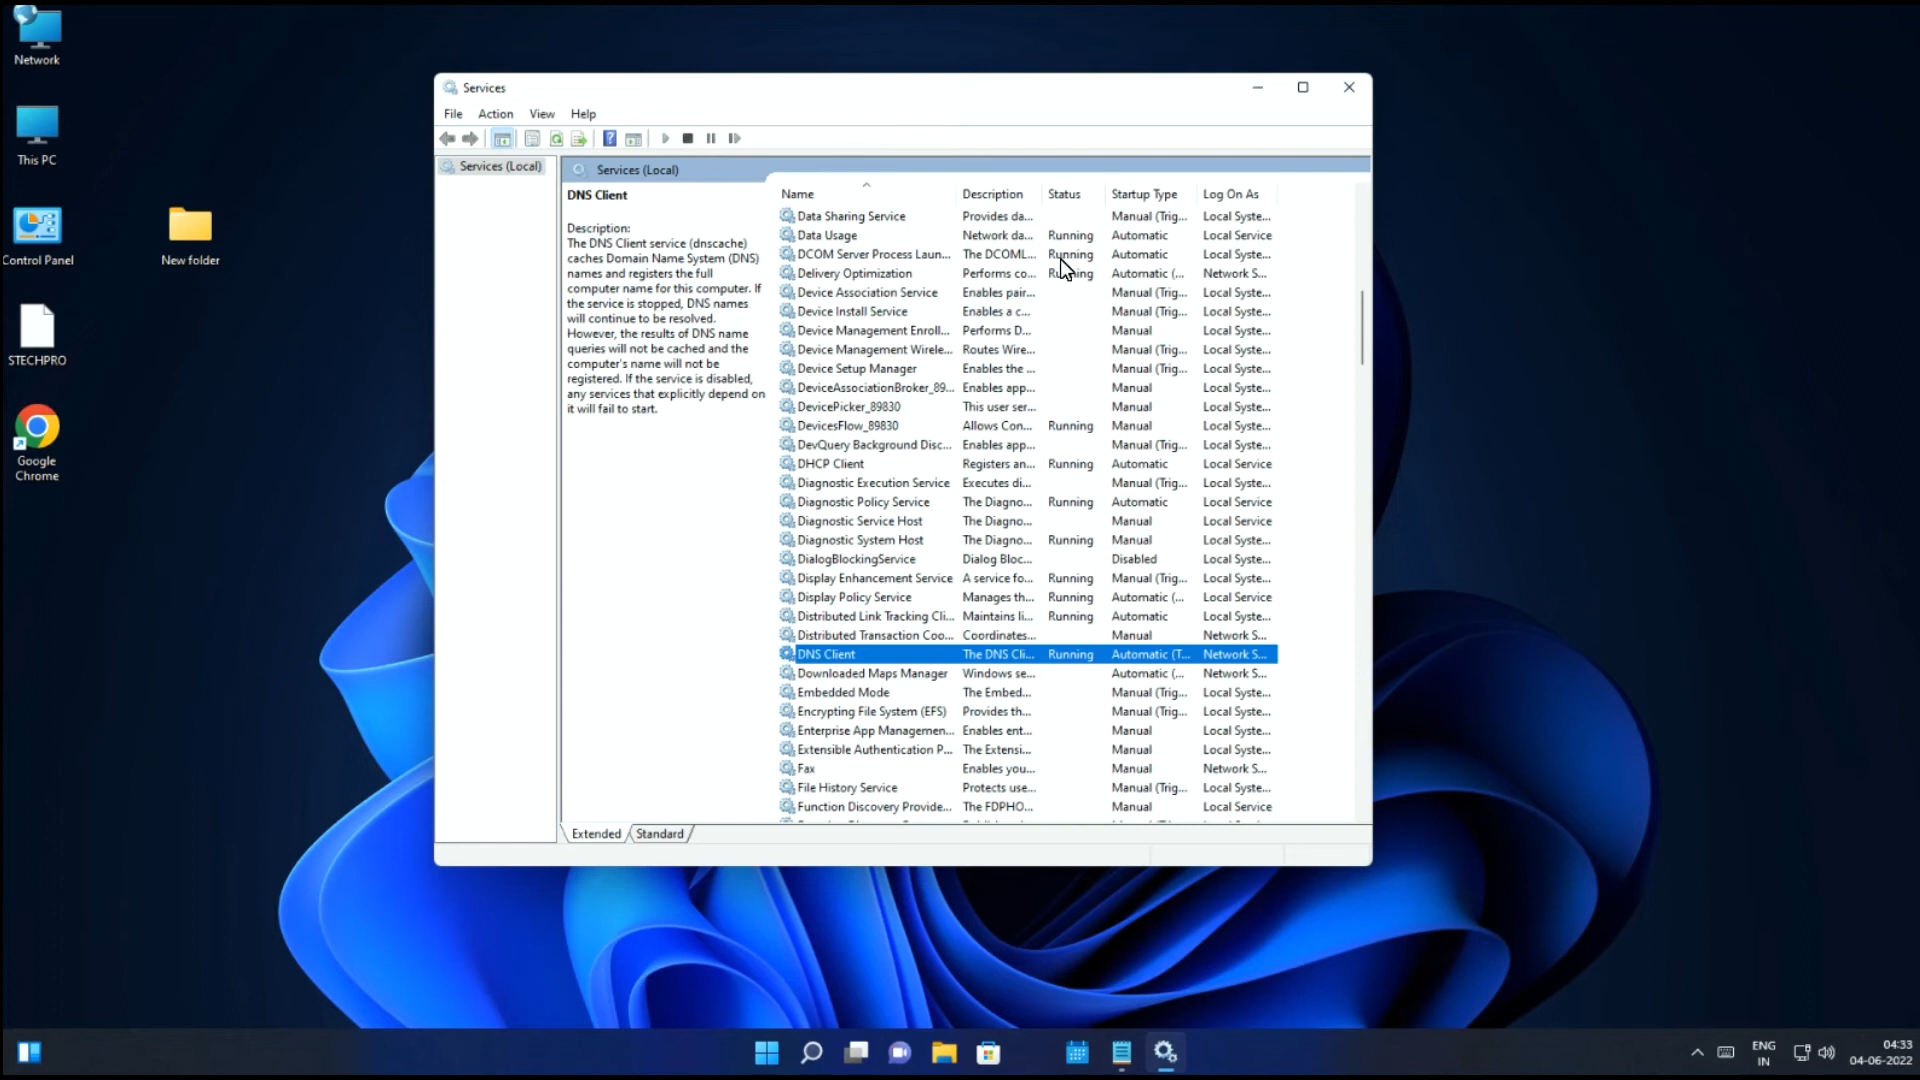 Network
This PC
Control Panel
New folder
STECHPRO
Google
Chrome
Services
File Action View Help
Services (Local)
Services (Local)
DNS Client
Description:
The DNS Client service (dnscache)
caches Domain Name System (DNS)
names and registers the full
computer name for this computer. If
the service is stopped, DNS names
will continue to be resolved.
However, the results of DNS name
queries will not be cached and the
computer's name will not be
registered. If the service is disabled,
any services that explicitly depend on
it will fail to start.
Name Description Status Startup Type Log On As
Data Sharing Service Provides da... Manual (Trig... Local Syste...
Data Usage Network da... Running Automatic Local Service
DCOM Server Process Laun... The DCOML... Running Automatic Local Syste...
Delivery Optimization Performs co... Running Automatic (... Network S...
Device Association Service Enables pair... Manual (Trig... Local Syste...
Device Install Service Enables a c... Manual (Trig... Local Syste...
Device Management Enroll... Performs D... Manual Local Syste...
Device Management Wirele... Routes Wire... Manual (Trig... Local Syste...
Device Setup Manager Enables the ... Manual (Trig... Local Syste...
DeviceAssociationBroker_89... Enables app... Manual Local Syste...
DevicePicker_89830 This user ser... Manual Local Syste...
DevicesFlow_89830 Allows Con... Running Manual Local Syste...
DevQuery Background Disc... Enables app... Manual (Trig... Local Syste...
DHCP Client Registers an... Running Automatic Local Service
Diagnostic Execution Service Executes di... Manual (Trig... Local Syste...
Diagnostic Policy Service The Diagno... Running Automatic Local Service
Diagnostic Service Host The Diagno... Manual Local Service
Diagnostic System Host The Diagno... Running Manual Local Syste...
DialogBlockingService Dialog Bloc... Disabled Local Syste...
Display Enhancement Service A service fo... Running Manual (Trig... Local Syste...
Display Policy Service Manages th... Running Automatic (... Local Service
Distributed Link Tracking Cli... Maintains li... Running Automatic Local Syste...
Distributed Transaction Coo... Coordinates... Manual Network S...
DNS Client The DNS Cli... Running Automatic (T... Network S...
Downloaded Maps Manager Windows se... Automatic (... Network S...
Embedded Mode The Embed... Manual (Trig... Local Syste...
Encrypting File System (EFS) Provides th... Manual (Trig... Local Syste...
Enterprise App Managemen... Enables ent... Manual Local Syste...
Extensible Authentication P... The Extensi... Manual Local Syste...
Fax Enables you... Manual Network S...
File History Service Protects use... Manual (Trig... Local Syste...
Function Discovery Provide... The FDPHO... Manual Local Service
Extended Standard
ENG
IN
04:33
04-06-2022